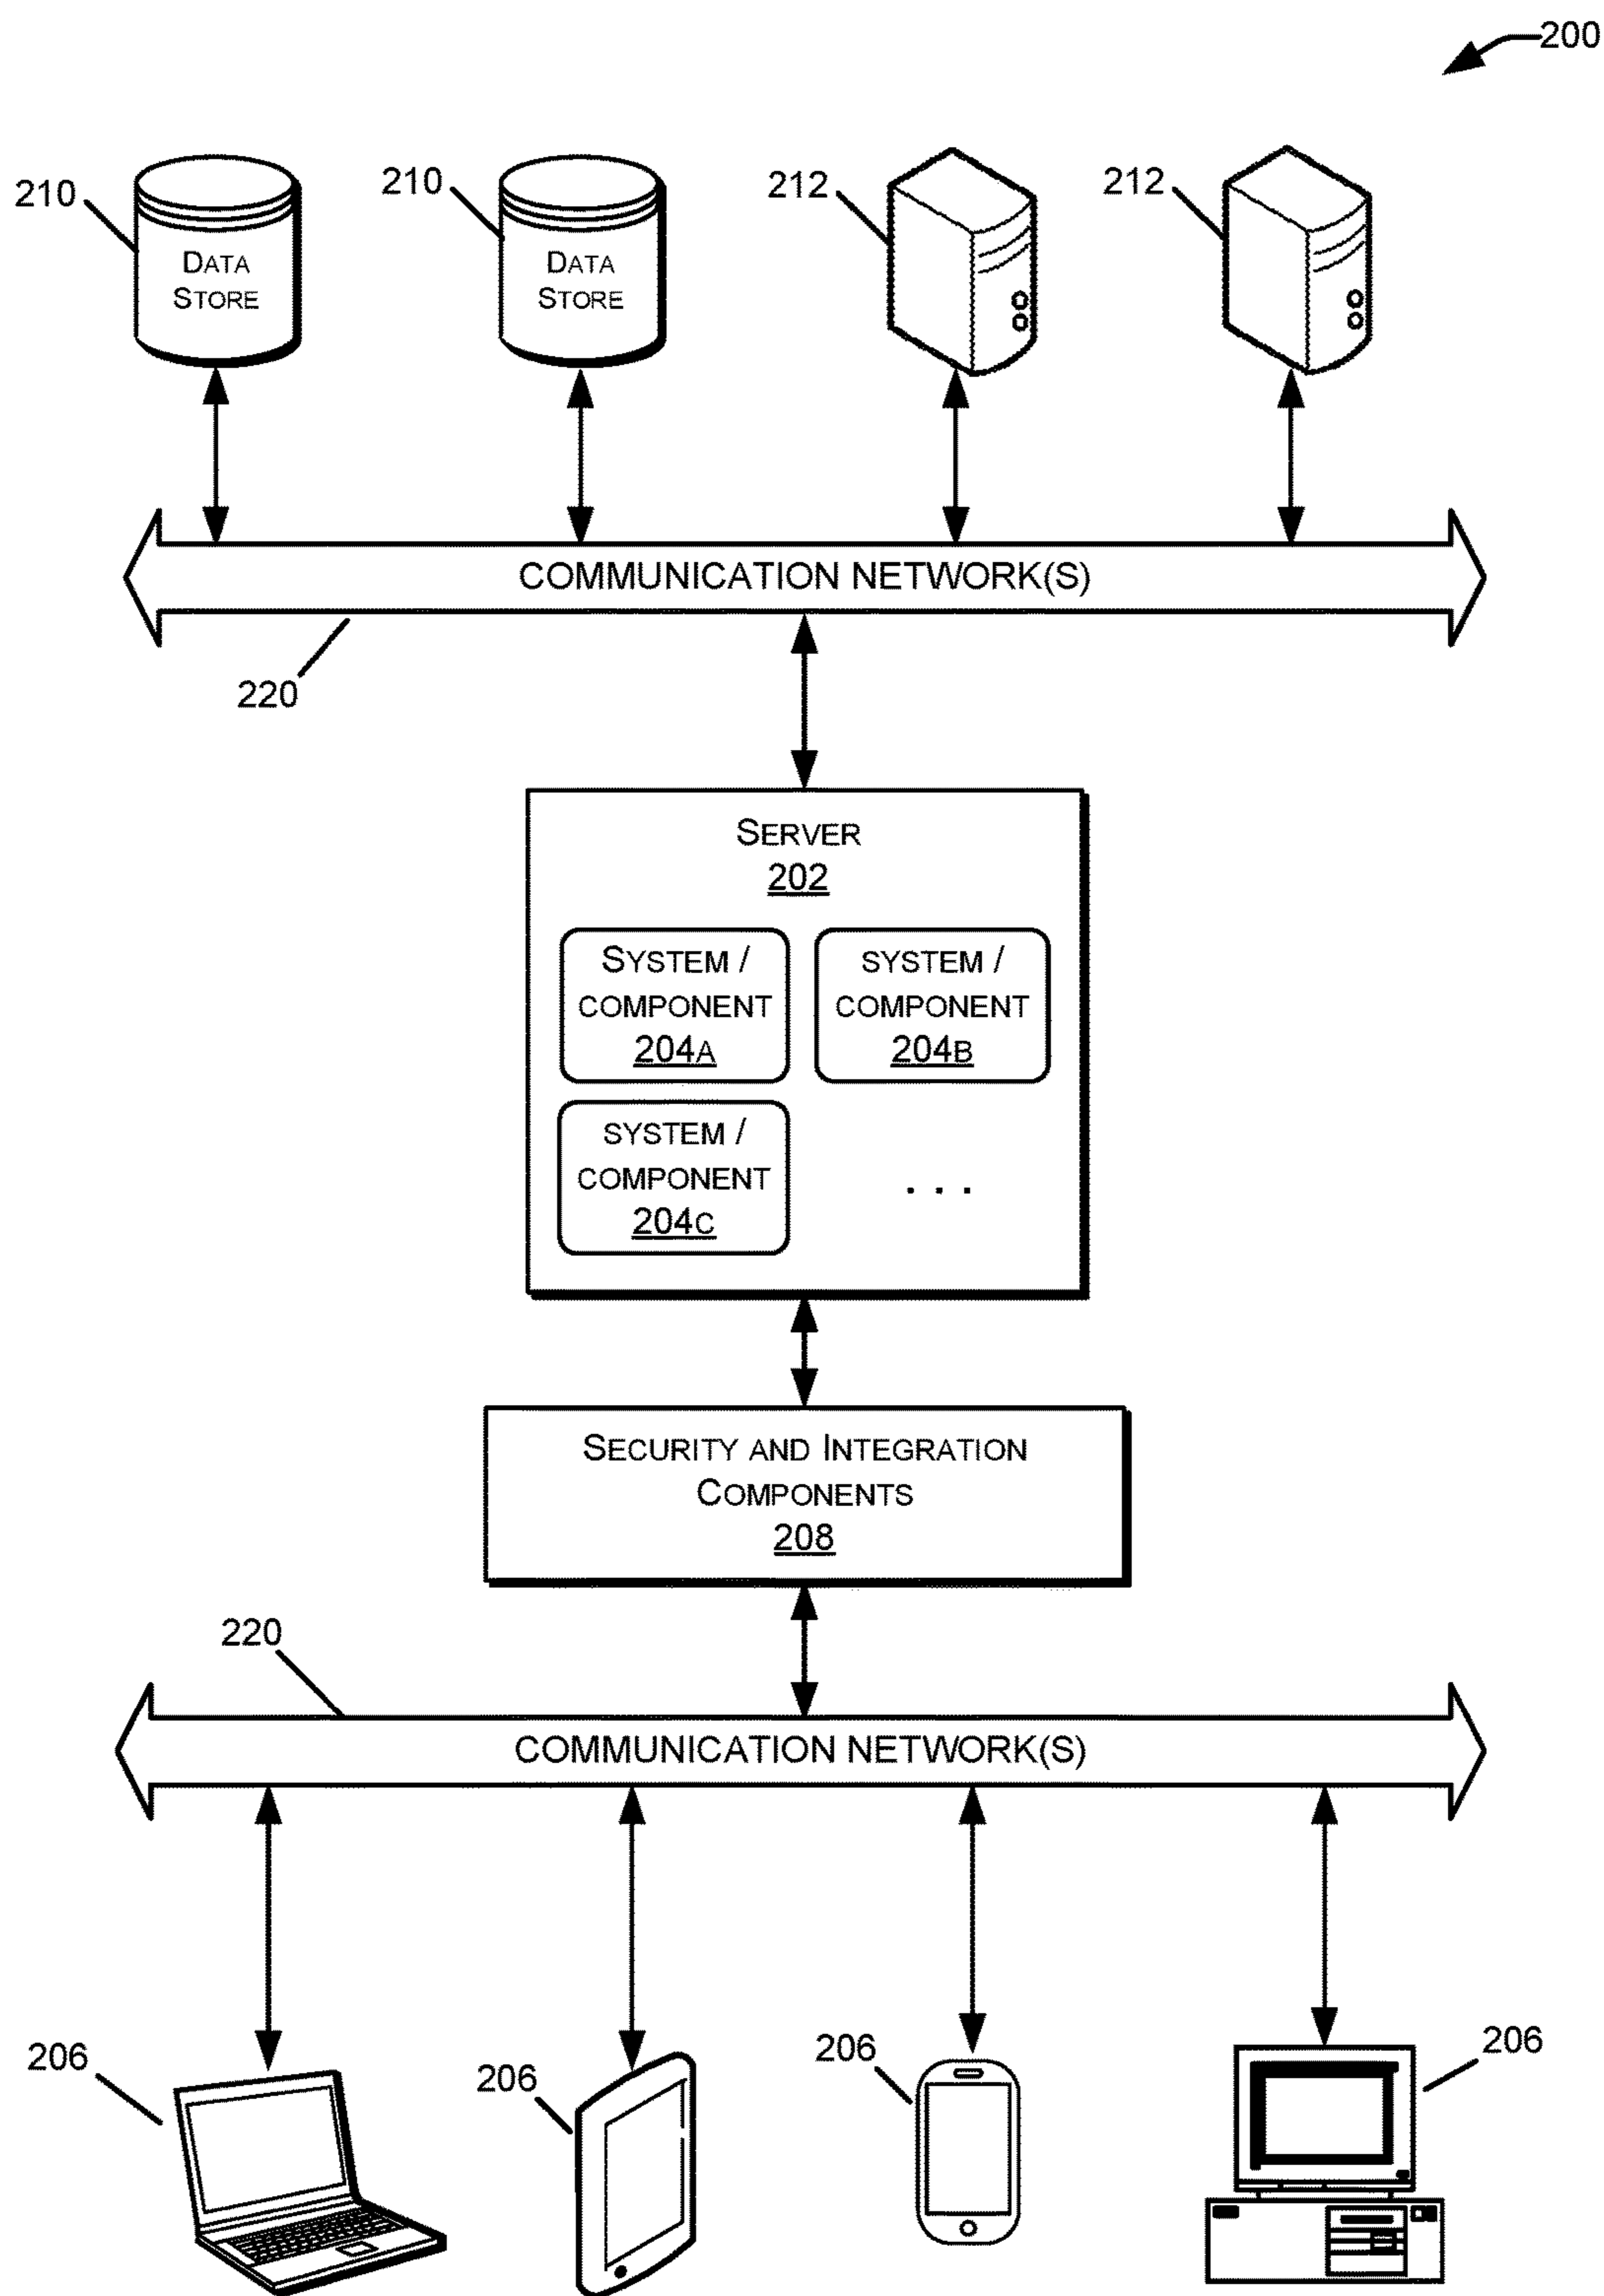 200
210
210
212
212
DATA
STORE
DATA
STORE
COMMUNICATION NETWORK(S)
220
SERVER
202
SYSTEM /
COMPONENT
204A
SYSTEM /
COMPONENT
204B
SYSTEM /
COMPONENT
204C
. . .
SECURITY AND INTEGRATION
COMPONENTS
208
220
COMMUNICATION NETWORK(S)
206
206
206
206